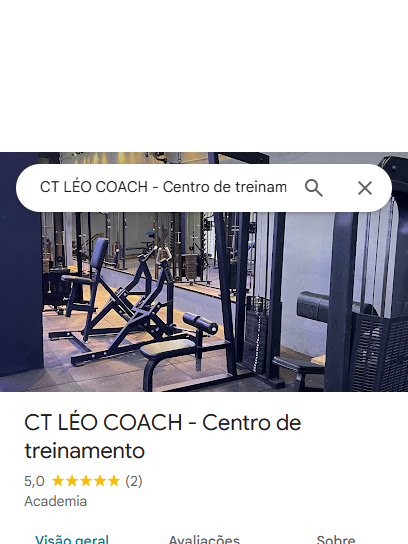 CT LÉO COACH - Centro de treinam
CT LÉO COACH - Centro de
treinamento
5,0 (2)
Academia
Visão geral Avaliações Sobre